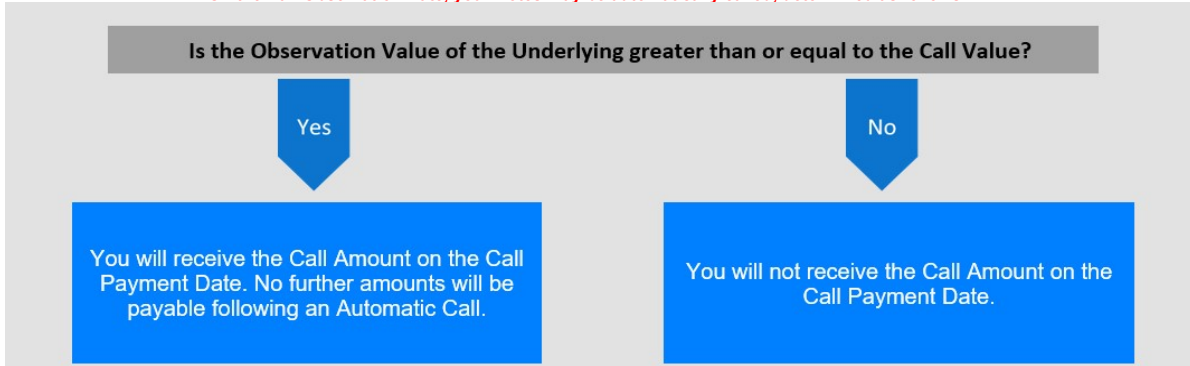 Is the Observation Value of the Underlying greater than or equal to the Call Value?
Yes
No
You will receive the Call Amount on the Call
Payment Date. No further amounts will be
payable following an Automatic Call.
You will not receive the Call Amount on the
Call Payment Date.